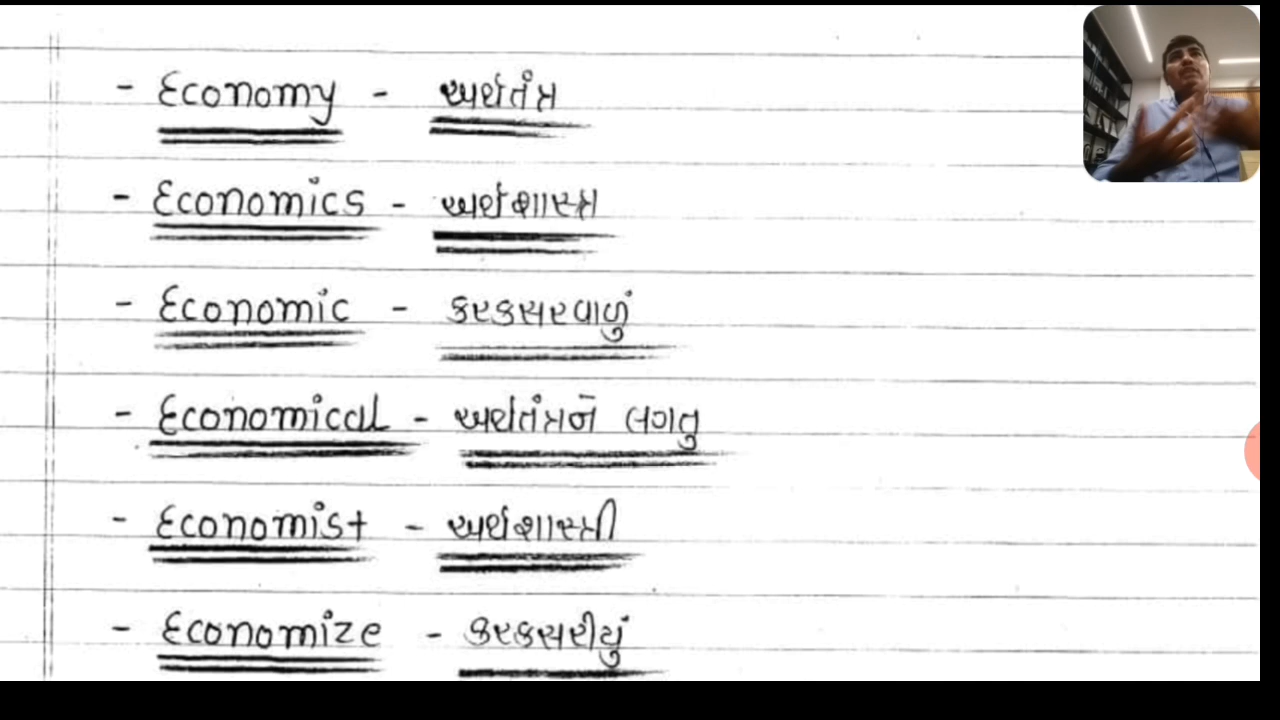 - Economy - અર્થતંત્ર
- Economics - અર્થશાસ્ત્ર
- Economic - કરકસરવાળું
- Economical - અર્થતંત્રને લગતુ
- Economist - અર્થશાસ્ત્રી
- Economize - કરકસરીયું